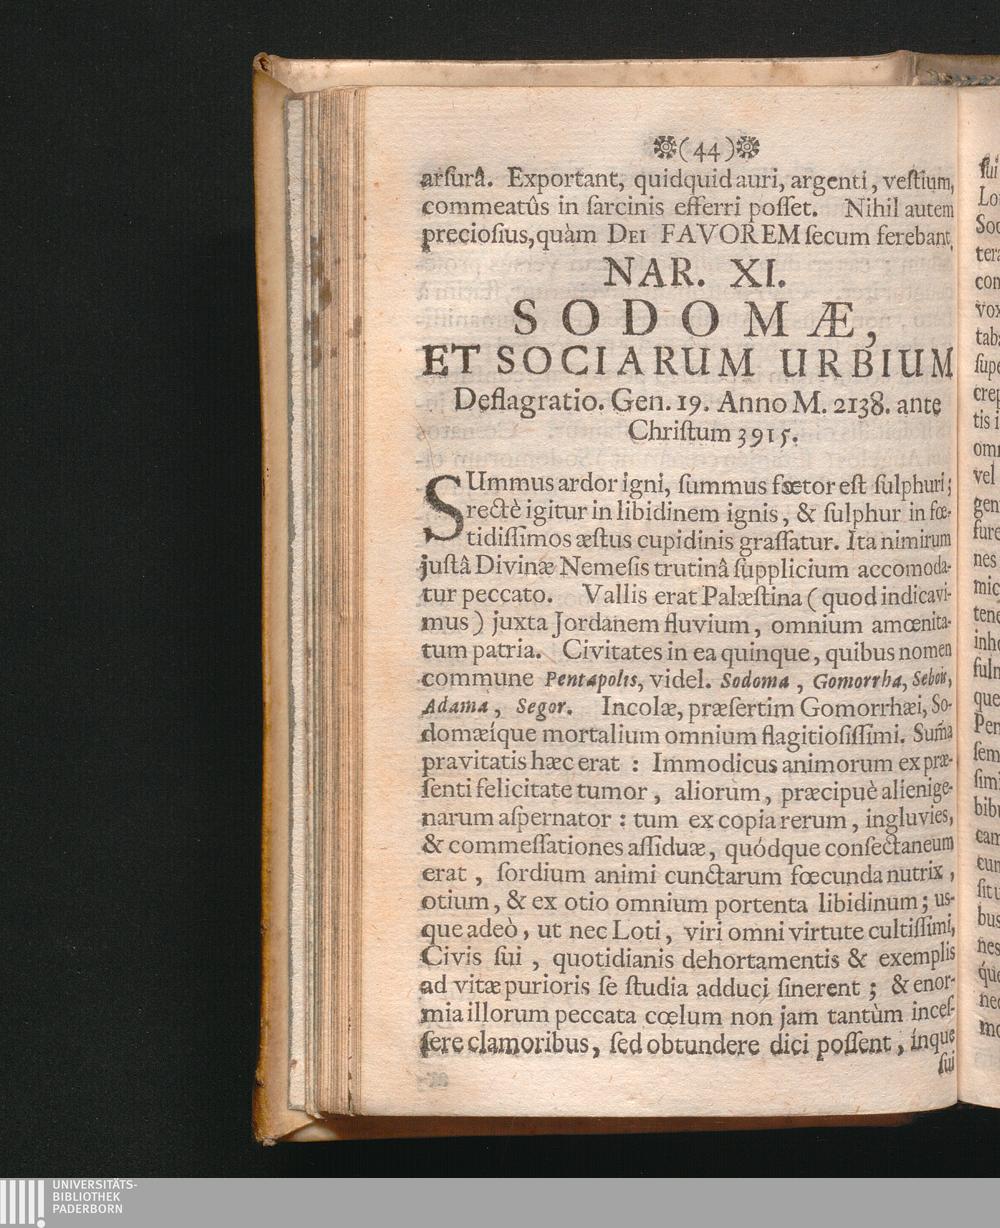 (44)
arſurâ. Exportant, quidquid auri, argenti, veſtium,
commeatûs in ſarcinis efferri poſſet. Nihil autem
precioſius, quàm DEI FAVOREM ſecum ferebant.
NAR. XI.
SODOMÆ,
ET SOCIARUM URBIUM
Deflagratio. Gen. 19. Anno M. 2138. ante
Chriſtum 3915.
SUmmus ardor igni, ſummus fœtor eſt ſulphuri;
rectè igitur in libidinem ignis, & ſulphur in fœ-
tidiſſimos æſtus cupidinis graſſatur. Ita nimirum
juſtâ Divinæ Nemeſis trutinâ ſupplicium accomoda-
tur peccato. Vallis erat Palæſtina (quod indicavi-
mus) juxta Jordanem fluvium, omnium amœnita-
tum patria. Civitates in ea quinque, quibus nomen
commune Pentapolis, videl. Sodoma, Gomorrha, Seboir,
Adama, Segor. Incolæ, præſertim Gomorrhæi, So-
domæíque mortalium omnium flagitioſiſſimi. Sum̃a
pravitatis hæc erat : Immodicus animorum ex præ-
ſenti felicitate tumor, aliorùm, præcipuè alienige-
narum aſpernator : tum ex copia rerum, ingluvies,
& commeſſationes aſſiduæ, quódque conſectaneum
erat, ſordium animi cunctarum fœcunda nutrix,
otium, & ex otio omnium portenta libidinum; us-
que adeò, ut nec Loti, viri omni virtute cultiſſimi,
Civis ſui, quotidianis dehortamentis & exemplis
ad vitæ purioris ſe ſtudia adduci ſinerent; & enor-
mia illorum peccata cœlum non jam tantùm inceſ-
ſere clamoribus, ſed obtundere dici poſſent, ínque
ſui
UNIVERSITÄTS-
BIBLIOTHEK
PADERBORN